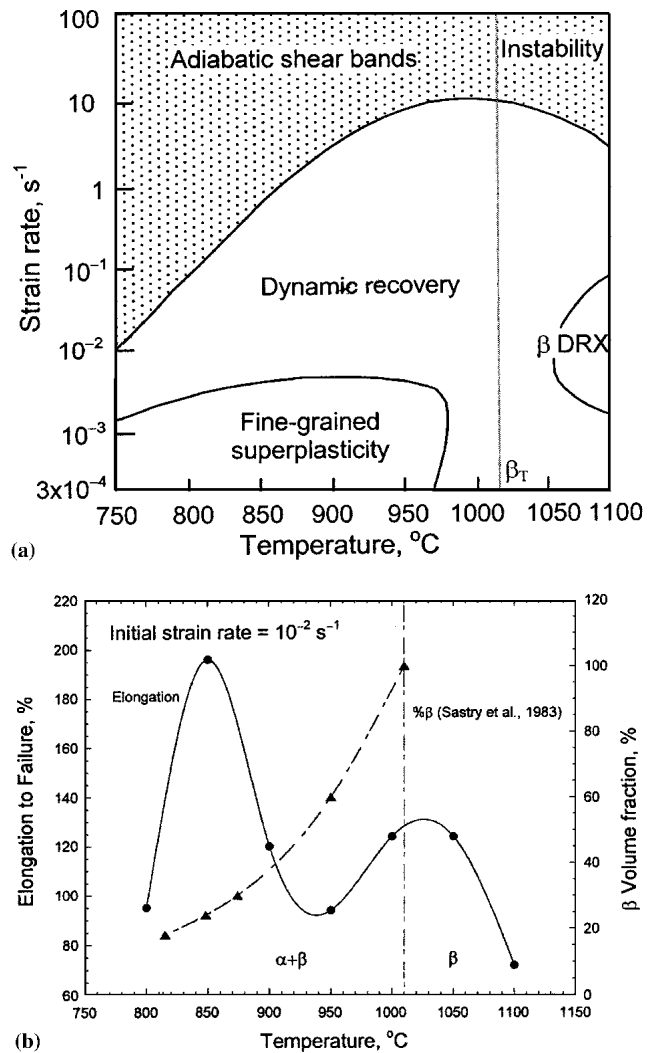 100
10
1
10⁻¹
10⁻²
10⁻³
3x10⁻⁴
Strain rate, s⁻¹
Adiabatic shear bands
Instability
Dynamic recovery
β DRX
Fine-grained
superplasticity
βT
750 800 850 900 950 1000 1050 1100
Temperature, °C
(a)
220
200
180
160
140
120
100
80
60
Elongation to Failure, %
Initial strain rate = 10⁻² s⁻¹
Elongation
%β (Sastry et al., 1983)
α+β
β
120
100
80
60
40
20
0
β Volume fraction, %
750 800 850 900 950 1000 1050 1100 1150
Temperature, °C
(b)